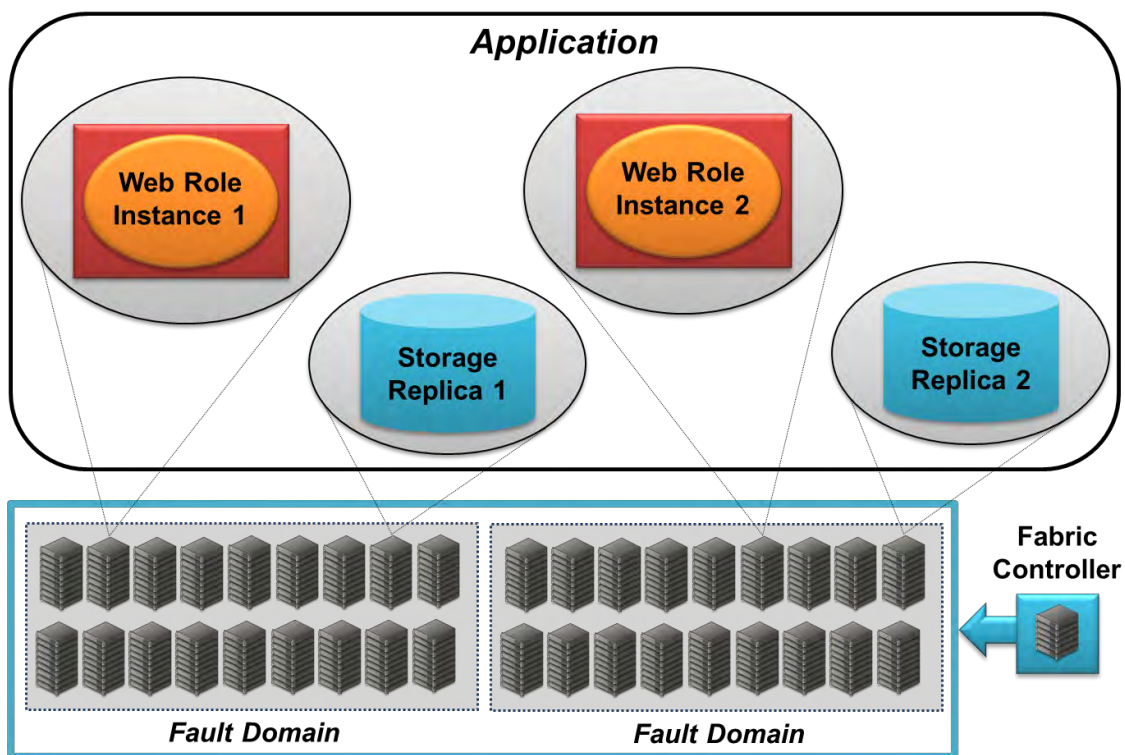 Application
Web Role
Instance 1
Web Role
Instance 2
Storage
Replica 1
Storage
Replica 2
Fabric
Controller
Fault Domain
Fault Domain